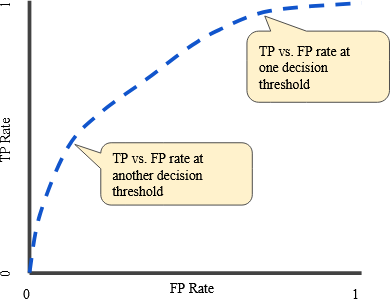 1
TP vs. FP rate at
one decision
threshold
TP Rate
TP vs. FP rate at
another decision
threshold
0
0
FP Rate
1